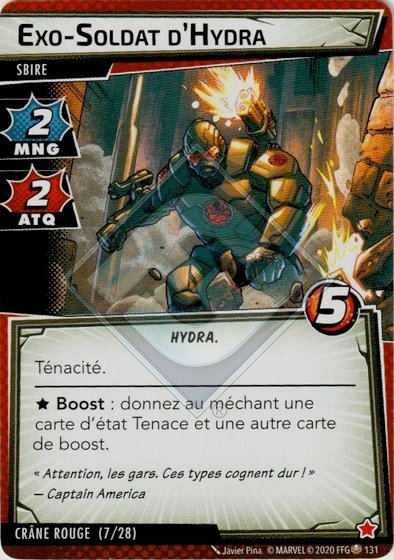 EXO-SOLDAT D'HYDRA
SBIRE
2
MNG
2
ATQ
5
HYDRA.
Ténacité.
★ Boost : donnez au méchant une
carte d'état Tenace et une autre carte
de boost.
« Attention, les gars. Ces types cognent dur ! »
– Captain America
CRÂNE ROUGE (7/28)
Javier Pina © MARVEL © 2020 FFG 131